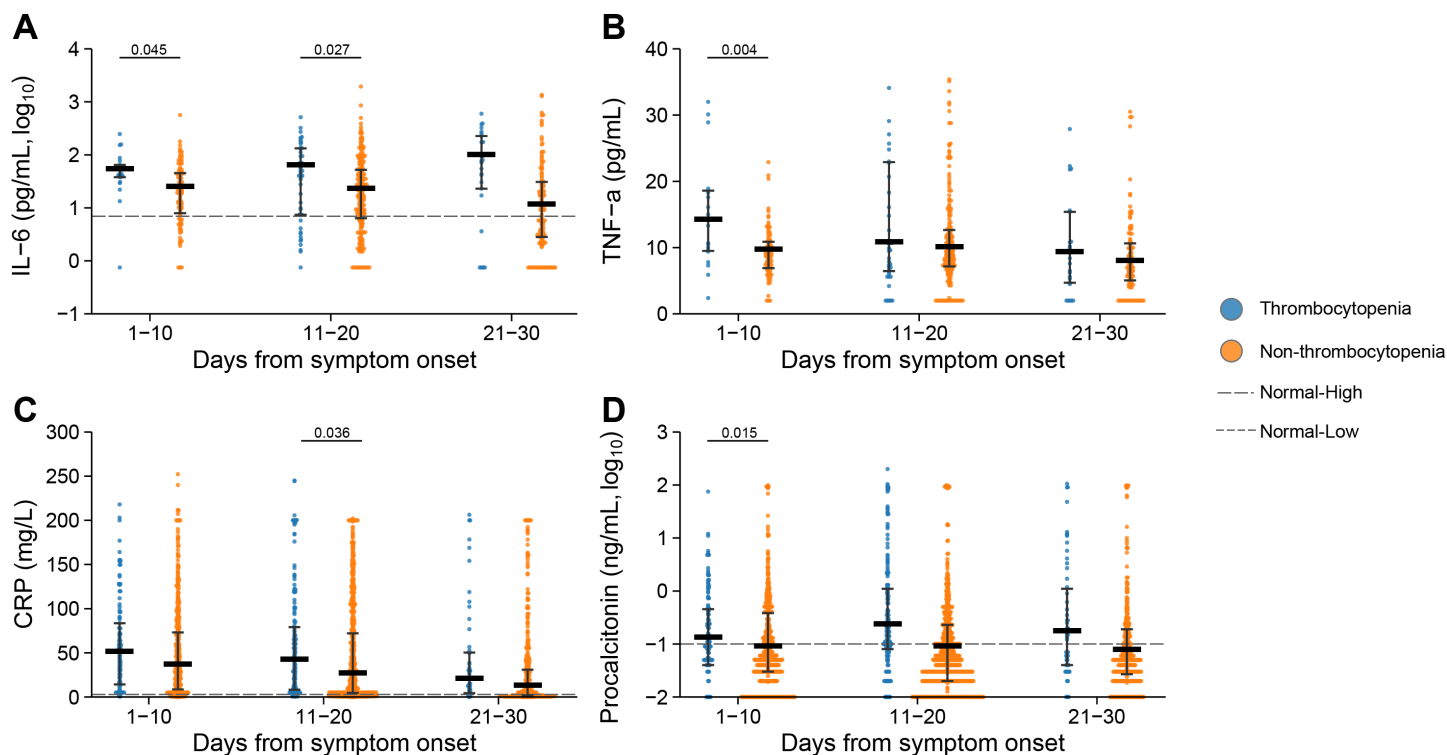 A
4
3
2
1
0
−1
IL−6 (pg/mL, log10)
0.045
0.027
1−10
11−20
21−30
Days from symptom onset
B
40
30
20
10
0
TNF−a (pg/mL)
0.004
1−10
11−20
21−30
Days from symptom onset
C
300
250
200
150
100
50
0
CRP (mg/L)
0.036
1−10
11−20
21−30
Days from symptom onset
D
3
2
1
0
−1
−2
Procalcitonin (ng/mL, log10)
0.015
1−10
11−20
21−30
Days from symptom onset
Thrombocytopenia
Non-thrombocytopenia
Normal-High
Normal-Low